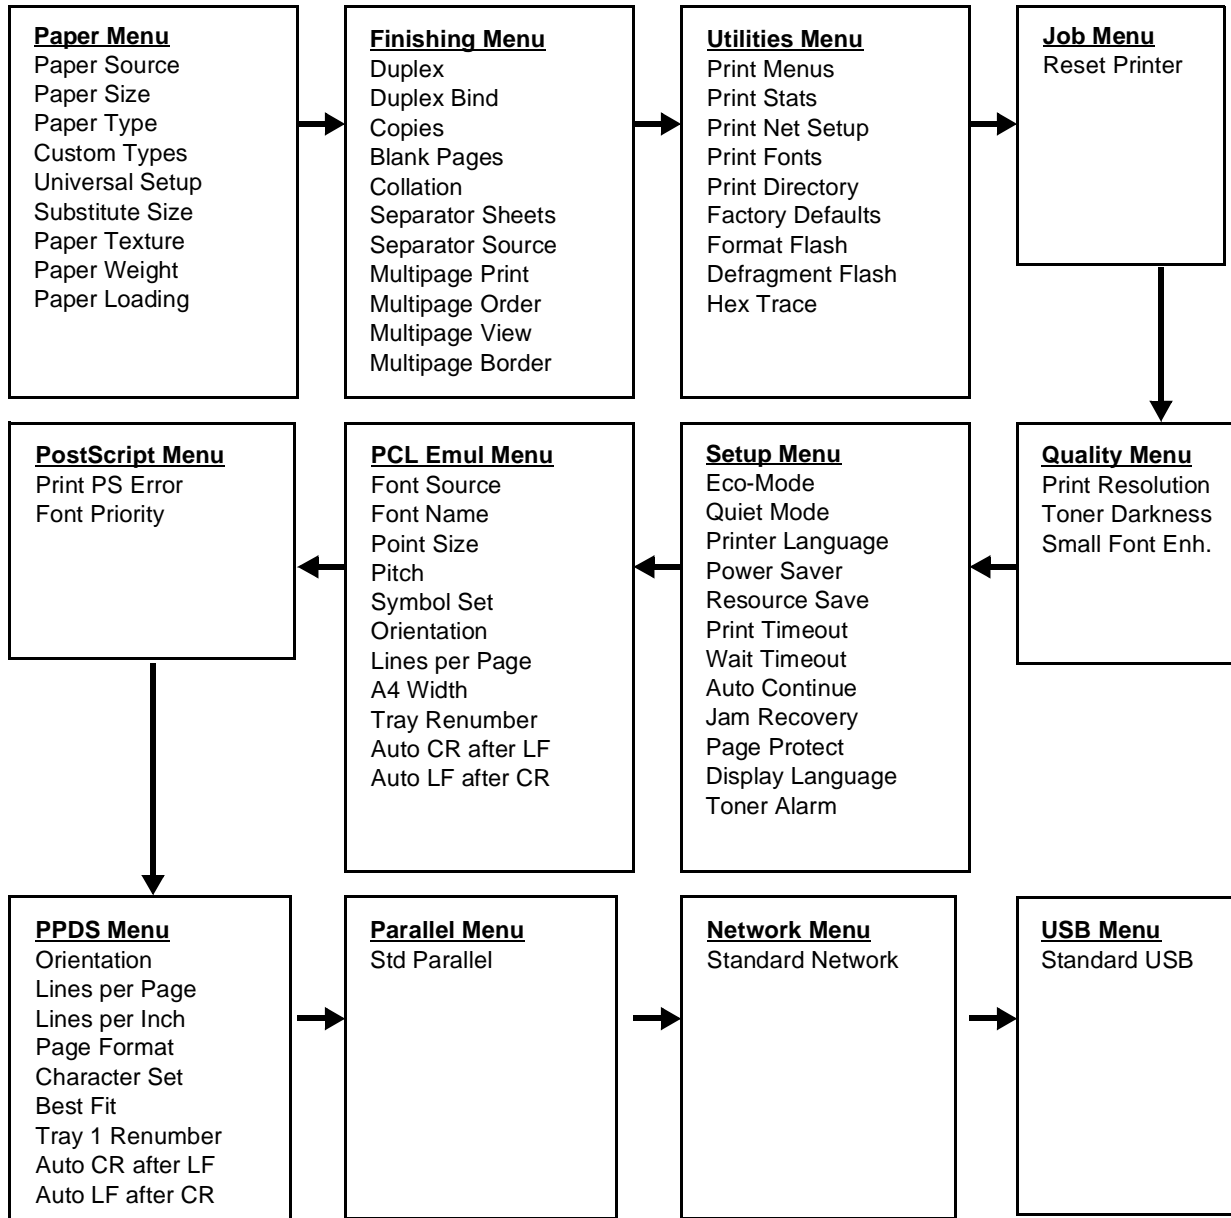 Paper Menu
Paper Source
Paper Size
Paper Type
Custom Types
Universal Setup
Substitute Size
Paper Texture
Paper Weight
Paper Loading
Finishing Menu
Duplex
Duplex Bind
Copies
Blank Pages
Collation
Separator Sheets
Separator Source
Multipage Print
Multipage Order
Multipage View
Multipage Border
Utilities Menu
Print Menus
Print Stats
Print Net Setup
Print Fonts
Print Directory
Factory Defaults
Format Flash
Defragment Flash
Hex Trace
Job Menu
Reset Printer
Quality Menu
Print Resolution
Toner Darkness
Small Font Enh.
Setup Menu
Eco-Mode
Quiet Mode
Printer Language
Power Saver
Resource Save
Print Timeout
Wait Timeout
Auto Continue
Jam Recovery
Page Protect
Display Language
Toner Alarm
PCL Emul Menu
Font Source
Font Name
Point Size
Pitch
Symbol Set
Orientation
Lines per Page
A4 Width
Tray Renumber
Auto CR after LF
Auto LF after CR
PostScript Menu
Print PS Error
Font Priority
PPDS Menu
Orientation
Lines per Page
Lines per Inch
Page Format
Character Set
Best Fit
Tray 1 Renumber
Auto CR after LF
Auto LF after CR
Parallel Menu
Std Parallel
Network Menu
Standard Network
USB Menu
Standard USB